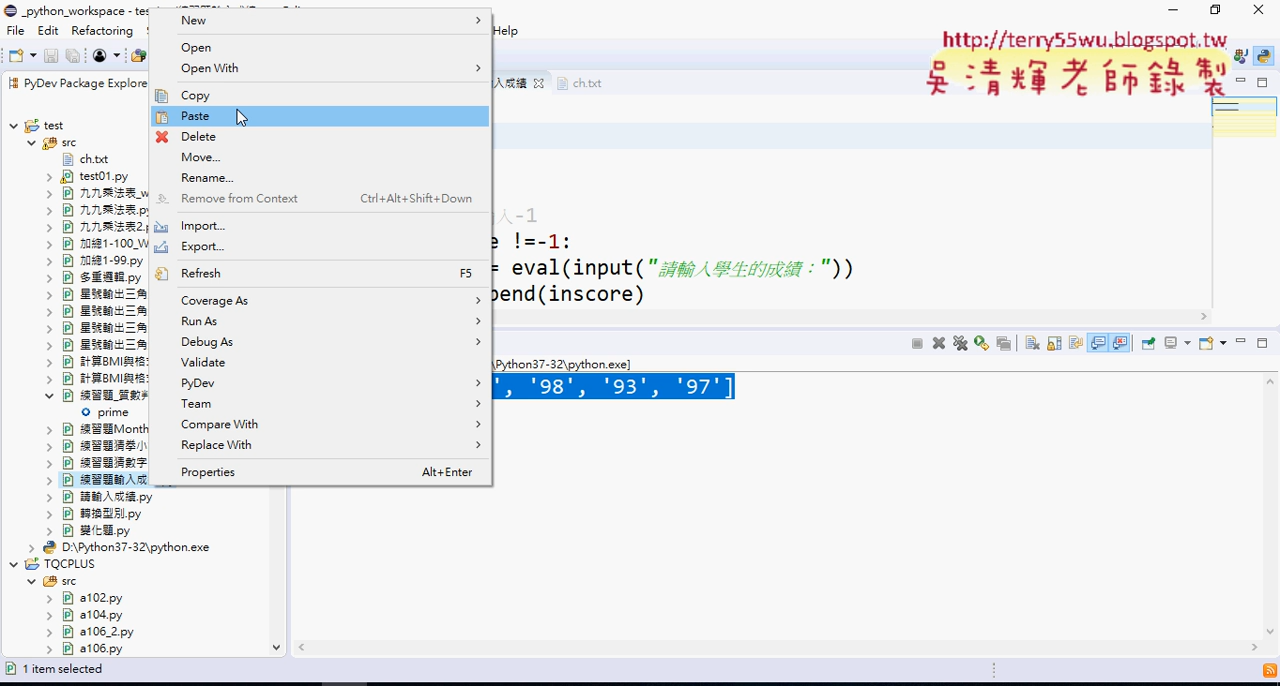 _python_workspace - tes
File Edit Refactoring
Help
http://terry55wu.blogspot.tw
吳清輝老師錄製
PyDev Package Explore
入成績
ch.txt
test
src
ch.txt
test01.py
九九乘法表_w
九九乘法表.py
九九乘法表2.p
加總1-100_W
加總1-99.py
多重邏輯.py
星號輸出三角
星號輸出三角
星號輸出三角
星號輸出三角
計算BMI與格
計算BMI與格
練習題_質數
prime
練習題Month
練習題猜拳小
練習題猜數字
練習題輸入成
請輸入成績.py
轉換型別.py
變化題.py
D:\Python37-32\python.exe
TQCPLUS
src
a102.py
a104.py
a106_2.py
a106.py
New
Open
Open With
Copy
Paste
Delete
Move...
Rename...
Remove from Context Ctrl+Alt+Shift+Down
Import...
Export...
Refresh F5
Coverage As
Run As
Debug As
Validate
PyDev
Team
Compare With
Replace With
Properties Alt+Enter
入-1
e !=-1:
= eval(input("請輸入學生的成績："))
pend(inscore)
\Python37-32\python.exe]
', '98', '93', '97']
1 item selected